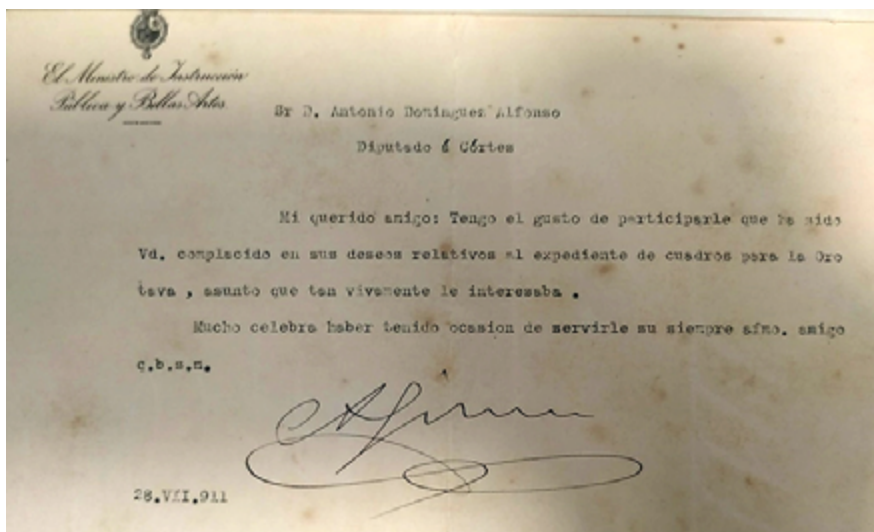 El Ministro de Instrucción
Pública y Bellas Artes
Sr D. Antonio Dominguez Alfonso
Diputado á Córtes
Mi querido amigo: Tengo el gusto de participarle que ha sido
Vd. complacido en sus deseos relativos al expediente de cuadros para la Oro
tava , asunto que tan vivamente le interesaba .
Mucho celebra haber tenido ocasion de servirle su siempre afmo. amigo
q.b.s.m.
28.VII.911